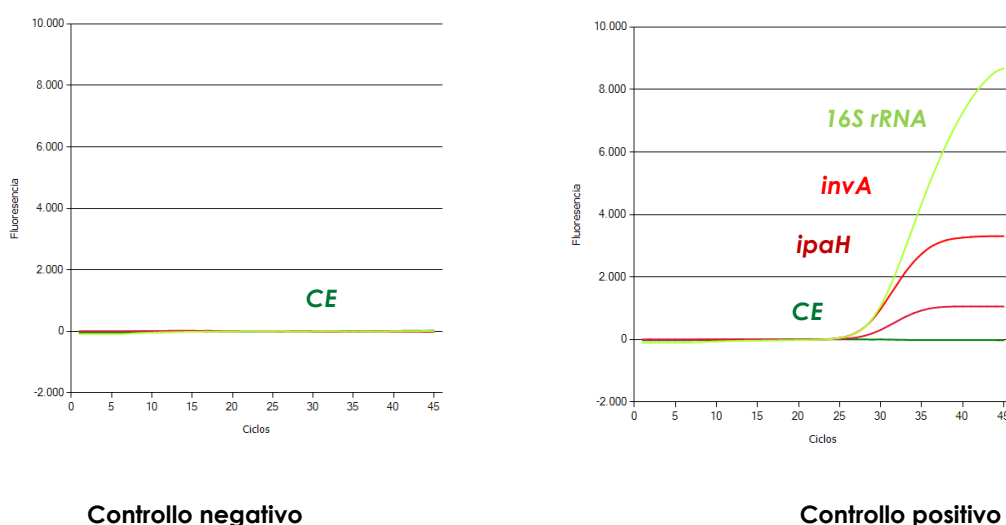 10.000
8.000
6.000
4.000
2.000
0
-2.000
Fluoresencia
CE
0 5 10 15 20 25 30 35 40 45
Ciclos
Controllo negativo
10.000
8.000
6.000
4.000
2.000
0
-2.000
Fluoresencia
16S rRNA
invA
ipaH
CE
0 5 10 15 20 25 30 35 40 45
Ciclos
Controllo positivo